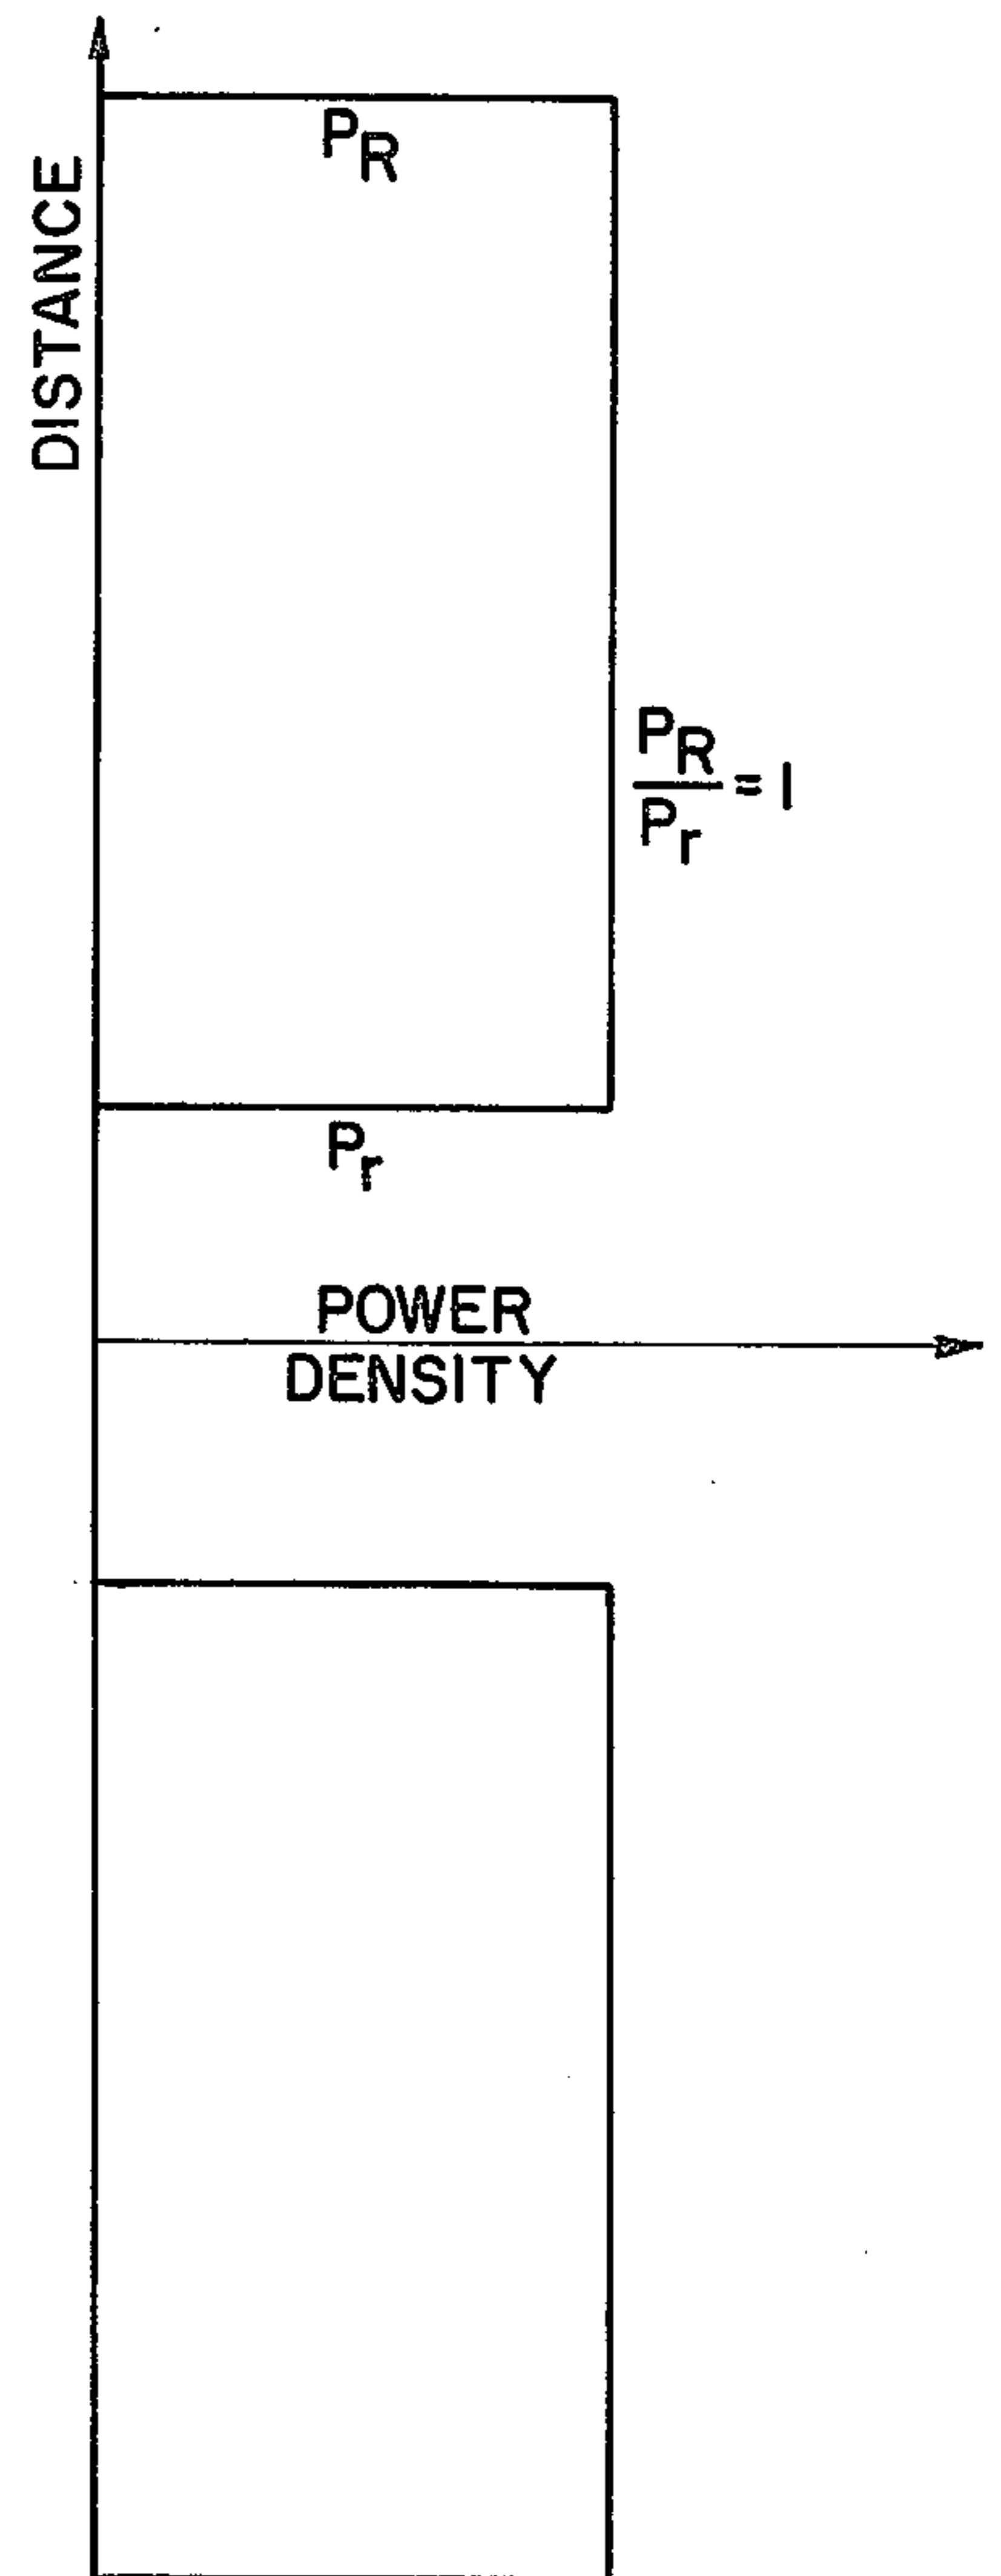 P_R
DISTANCE
P_R
P_r
= 1
P_r
POWER
DENSITY